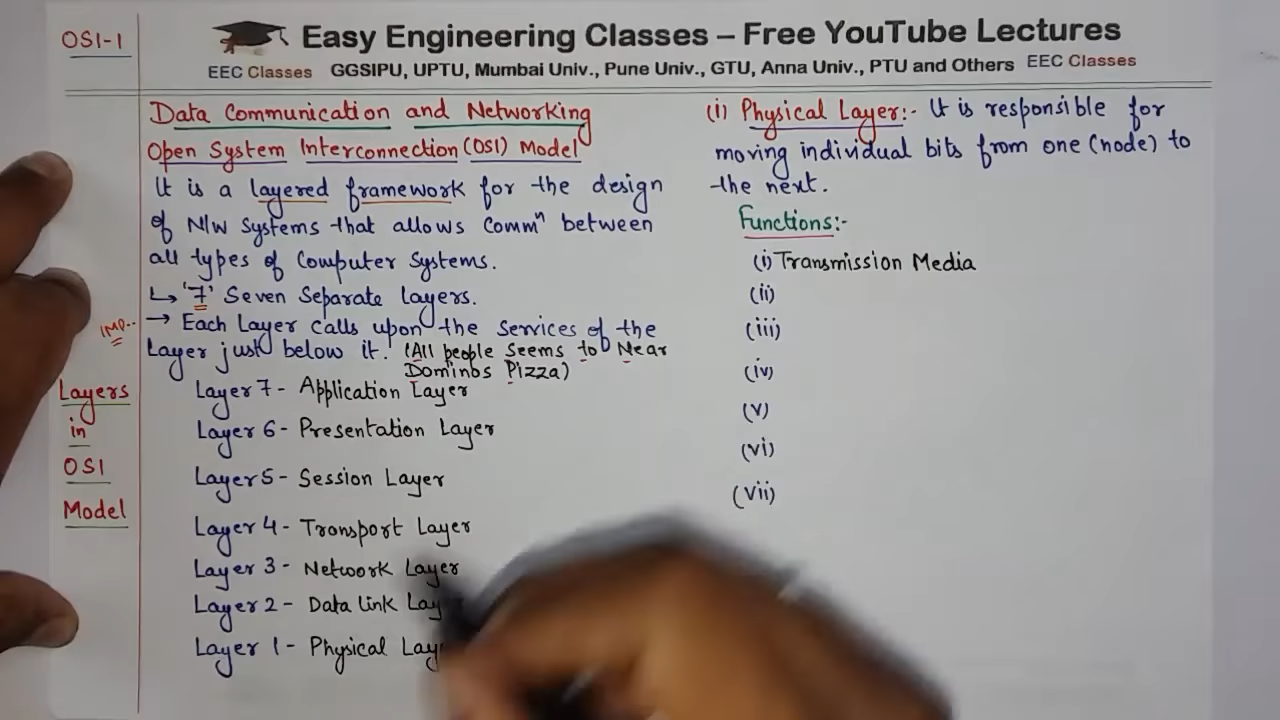 OSI-1
Easy Engineering Classes – Free YouTube Lectures
EEC Classes GGSIPU, UPTU, Mumbai Univ., Pune Univ., GTU, Anna Univ., PTU and Others EEC Classes
Data Communication and Networking
Open System Interconnection (OSI) Model
It is a layered framework for the design
of N/W Systems that allows Commⁿ between
all types of Computer Systems.
↳ '7' Seven Separate layers.
IMP..
→ Each Layer calls upon the services of the
Layer just below it. (All people Seems to Near
Dominos Pizza)
Layers
in
OSI
Model
Layer 7 - Application Layer
Layer 6 - Presentation Layer
Layer 5 - Session Layer
Layer 4 - Transport Layer
Layer 3 - Network Layer
Layer 2 - Data Link
Layer 1 - Physical
(i) Physical Layer:- It is responsible for
moving individual bits from one (node) to
the next.
Functions:-
(i) Transmission Media
(ii)
(iii)
(iv)
(v)
(vi)
(vii)